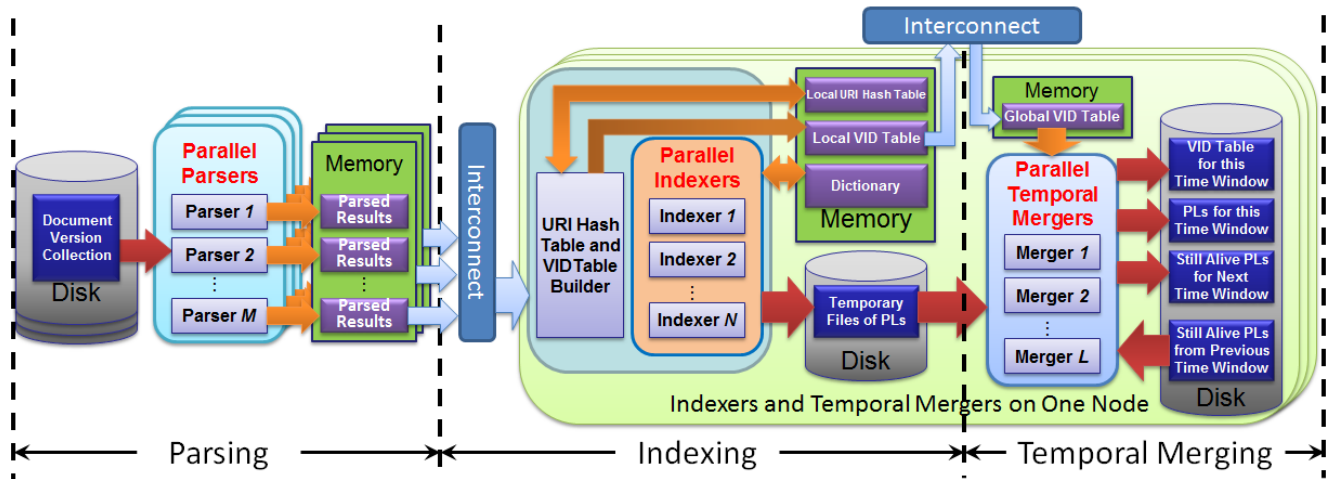 Interconnect
Document
Version
Collection
Disk
Parallel
Parsers
Parser 1
Parser 2
⋮
Parser M
Memory
Parsed
Results
Parsed
Results
⋮
Parsed
Results
Interconnect
URI Hash
Table and
VID Table
Builder
Parallel
Indexers
Indexer 1
Indexer 2
⋮
Indexer N
Local URI Hash Table
Local VID Table
Dictionary
Memory
Temporary
Files of PLs
Disk
Memory
Global VID Table
Parallel
Temporal
Mergers
Merger 1
Merger 2
⋮
Merger L
VID Table
for this
Time Window
PLs for this
Time Window
Still Alive PLs
for Next
Time Window
Still Alive PLs
from Previous
Time Window
Disk
Indexers and Temporal Mergers on One Node
Parsing
Indexing
Temporal Merging